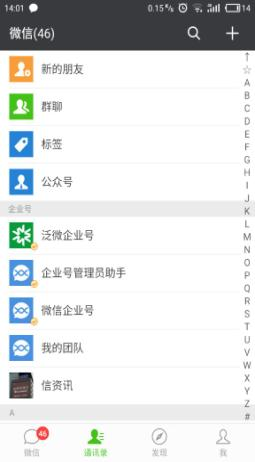 14:01
0.15 K/s
14
微信(46)
新的朋友
群聊
标签
公众号
企业号
泛微企业号
企业号管理员助手
微信企业号
我的团队
信资讯
A
↑
☆
A
B
C
D
E
F
G
H
I
J
K
L
M
N
O
P
Q
R
S
T
U
V
W
X
Y
Z
#
46
微信
通讯录
发现
我